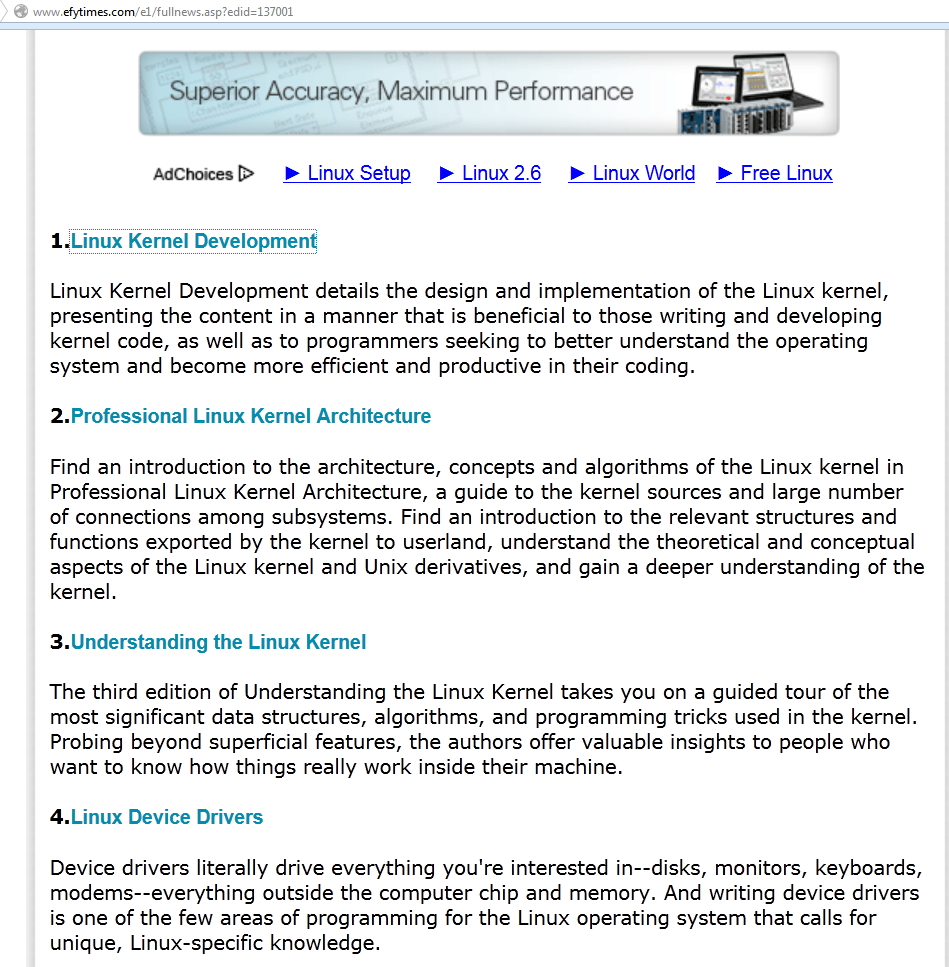 www.efytimes.com/e1/fullnews.asp?edid=137001
Superior Accuracy, Maximum Performance
AdChoices ▷ ► Linux Setup ► Linux 2.6 ► Linux World ► Free Linux
1.Linux Kernel Development
Linux Kernel Development details the design and implementation of the Linux kernel,
presenting the content in a manner that is beneficial to those writing and developing
kernel code, as well as to programmers seeking to better understand the operating
system and become more efficient and productive in their coding.
2.Professional Linux Kernel Architecture
Find an introduction to the architecture, concepts and algorithms of the Linux kernel in
Professional Linux Kernel Architecture, a guide to the kernel sources and large number
of connections among subsystems. Find an introduction to the relevant structures and
functions exported by the kernel to userland, understand the theoretical and conceptual
aspects of the Linux kernel and Unix derivatives, and gain a deeper understanding of the
kernel.
3.Understanding the Linux Kernel
The third edition of Understanding the Linux Kernel takes you on a guided tour of the
most significant data structures, algorithms, and programming tricks used in the kernel.
Probing beyond superficial features, the authors offer valuable insights to people who
want to know how things really work inside their machine.
4.Linux Device Drivers
Device drivers literally drive everything you're interested in--disks, monitors, keyboards,
modems--everything outside the computer chip and memory. And writing device drivers
is one of the few areas of programming for the Linux operating system that calls for
unique, Linux-specific knowledge.